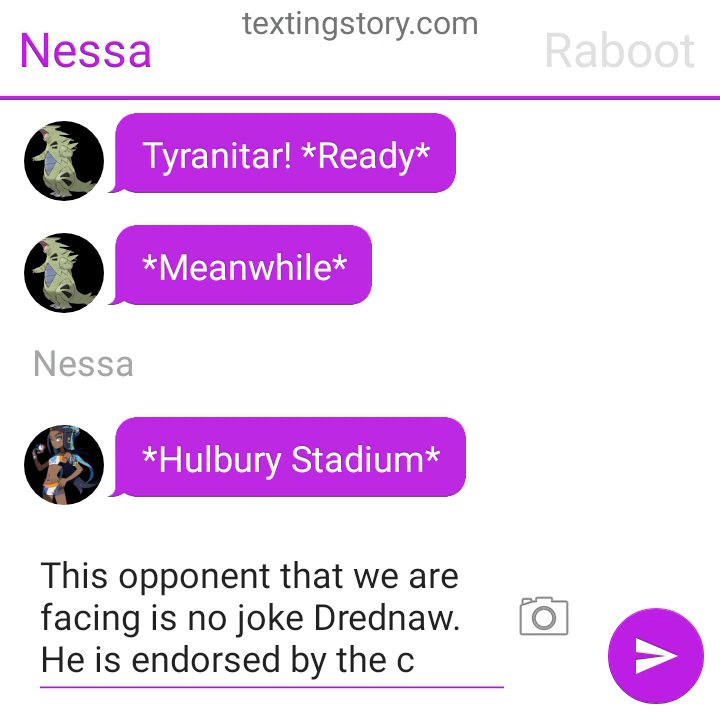 textingstory.com
Nessa
Raboot
Tyranitar! *Ready*
*Meanwhile*
Nessa
*Hulbury Stadium*
This opponent that we are
facing is no joke Drednaw.
He is endorsed by the c